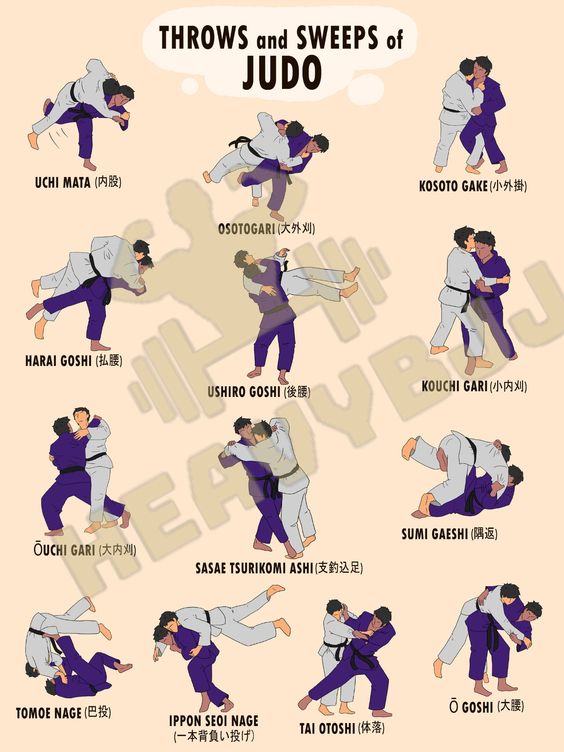 THROWS and SWEEPS of
JUDO
UCHI MATA (内股)
OSOTOGARI (大外刈)
KOSOTO GAKE (小外掛)
HARAI GOSHI (払腰)
USHIRO GOSHI (後腰)
KOUCHI GARI (小内刈)
ŌUCHI GARI (大内刈)
SASAE TSURIKOMI ASHI (支釣込足)
SUMI GAESHI (隅返)
TOMOE NAGE (巴投)
IPPON SEOI NAGE
(一本背負い投げ)
TAI OTOSHI (体落)
Ō GOSHI (大腰)